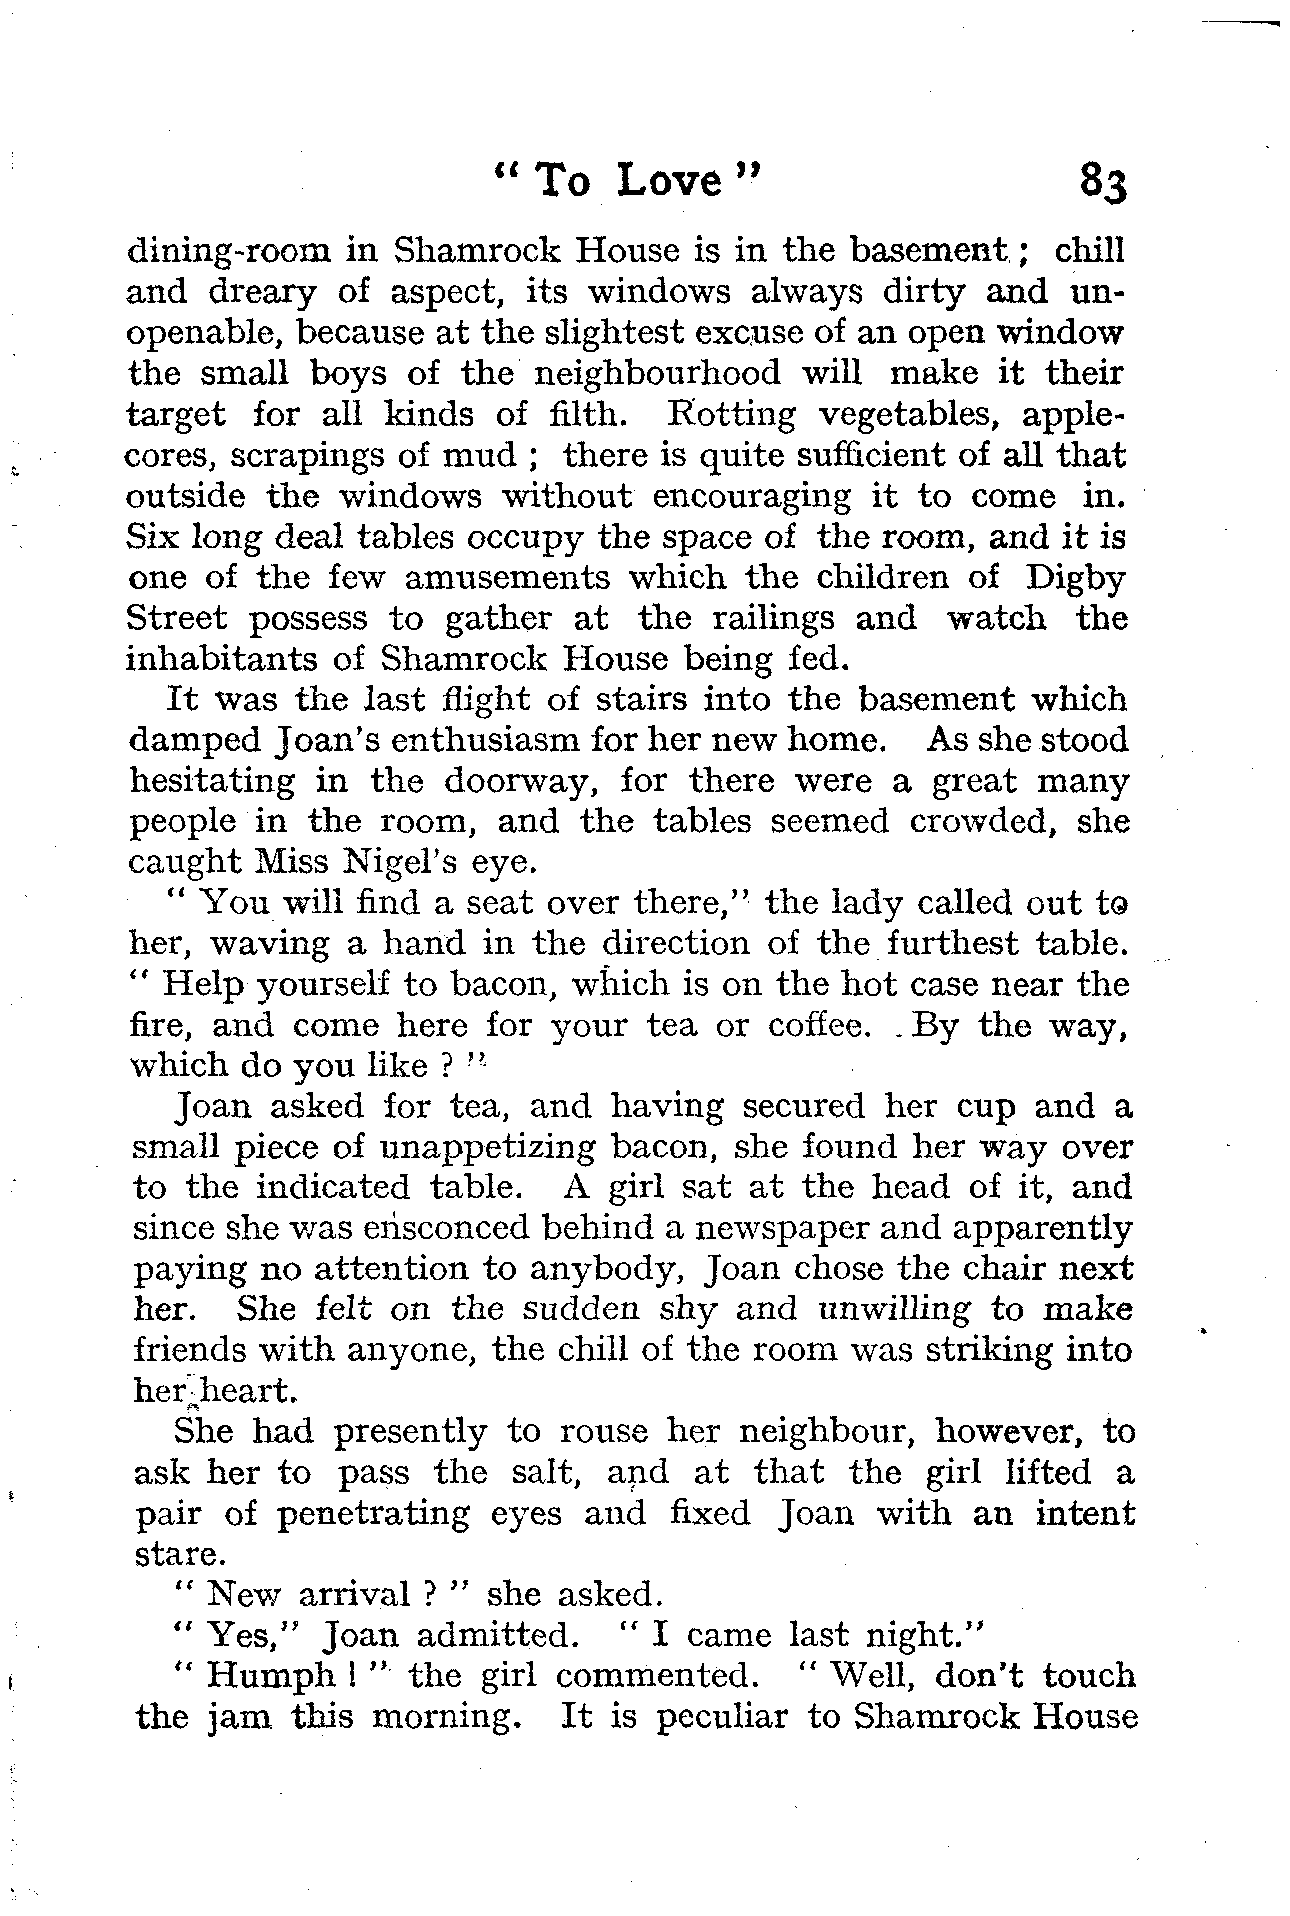 “ To Love ” 83
dining-room in Shamrock House is in the basement ; chill
and dreary of aspect, its windows always dirty and un-
openable, because at the slightest excuse of an open window
the small boys of the neighbourhood will make it their
target for all kinds of filth. Rotting vegetables, apple-
cores, scrapings of mud ; there is quite sufficient of all that
outside the windows without encouraging it to come in.
Six long deal tables occupy the space of the room, and it is
one of the few amusements which the children of Digby
Street possess to gather at the railings and watch the
inhabitants of Shamrock House being fed.
It was the last flight of stairs into the basement which
damped Joan's enthusiasm for her new home. As she stood
hesitating in the doorway, for there were a great many
people in the room, and the tables seemed crowded, she
caught Miss Nigel's eye.
“ You will find a seat over there,” the lady called out to
her, waving a hand in the direction of the furthest table.
“ Help yourself to bacon, which is on the hot case near the
fire, and come here for your tea or coffee. By the way,
which do you like ? ”
Joan asked for tea, and having secured her cup and a
small piece of unappetizing bacon, she found her way over
to the indicated table. A girl sat at the head of it, and
since she was ensconced behind a newspaper and apparently
paying no attention to anybody, Joan chose the chair next
her. She felt on the sudden shy and unwilling to make
friends with anyone, the chill of the room was striking into
her heart.
She had presently to rouse her neighbour, however, to
ask her to pass the salt, and at that the girl lifted a
pair of penetrating eyes and fixed Joan with an intent
stare.
“ New arrival ? ” she asked.
“ Yes,” Joan admitted. “ I came last night.”
“ Humph ! ” the girl commented. “ Well, don't touch
the jam this morning. It is peculiar to Shamrock House